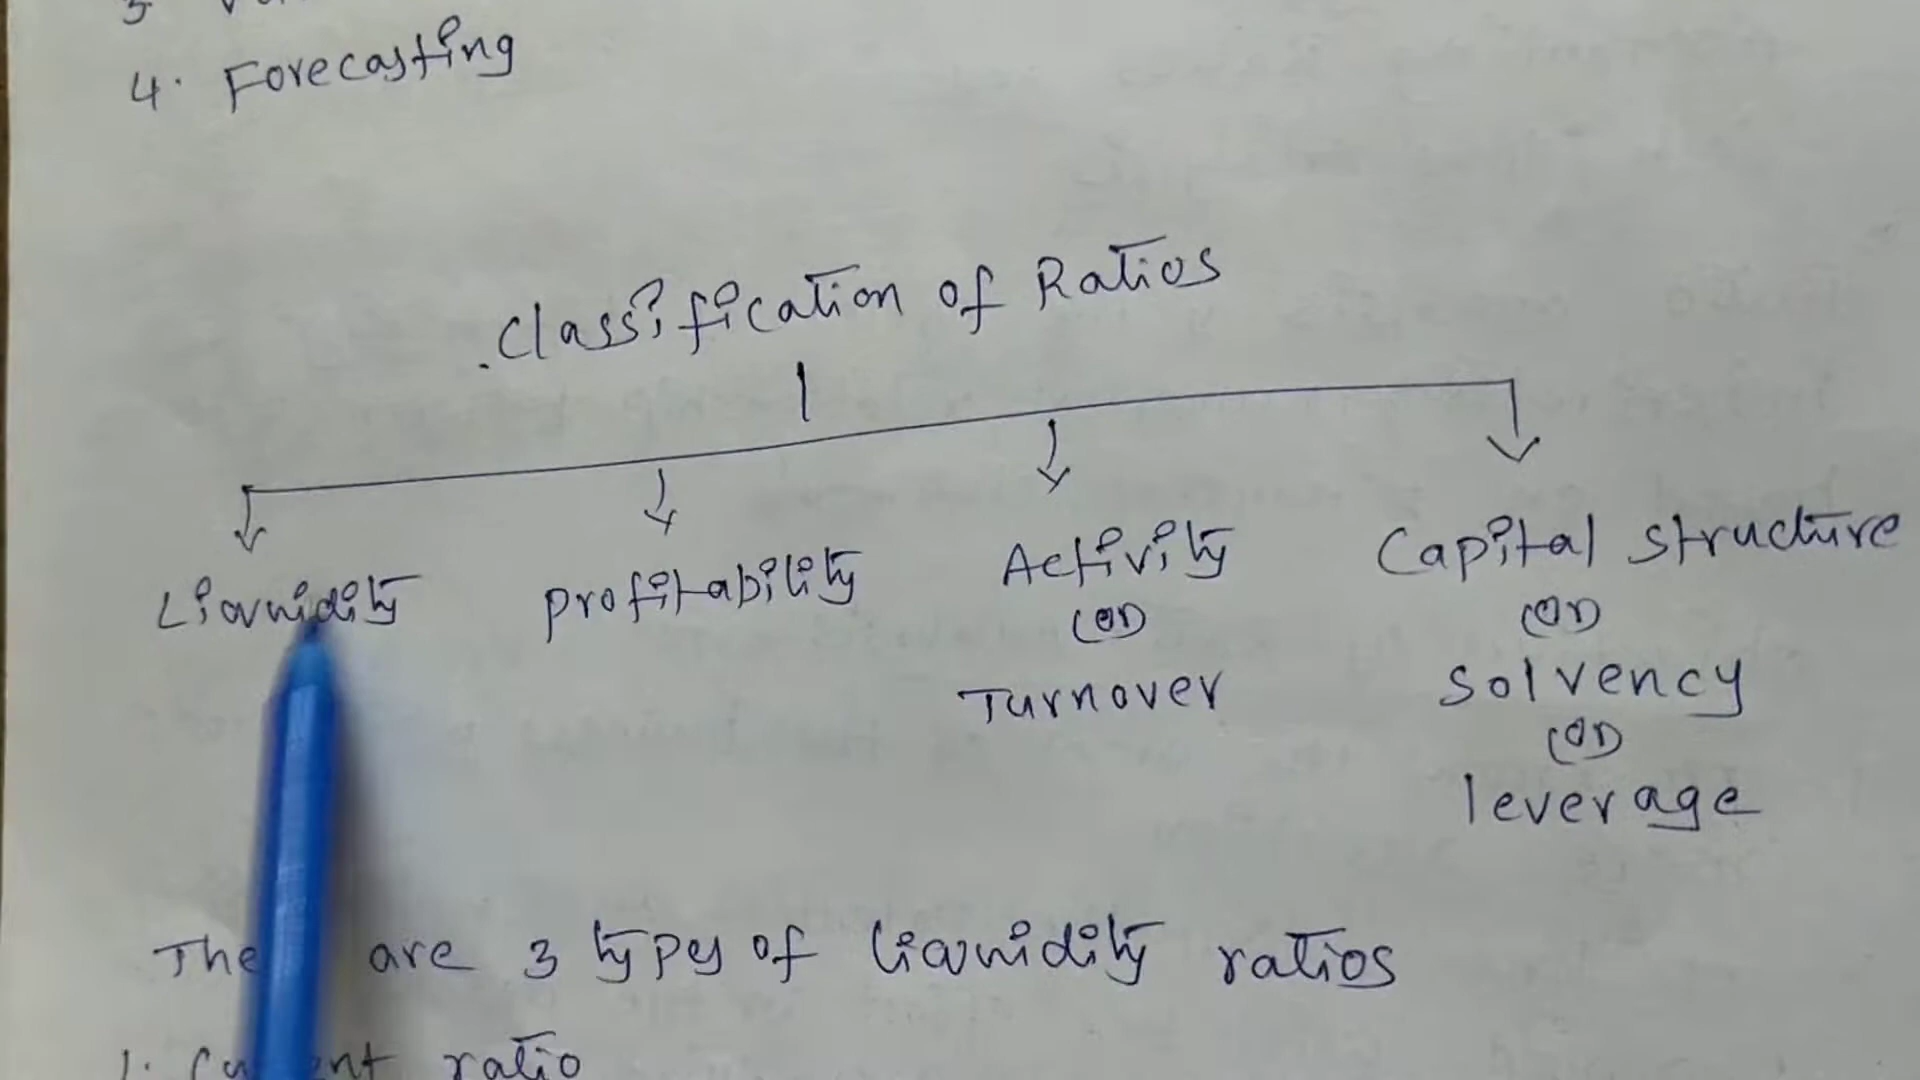 4. Forecasting
Classification of Ratios
Liquidity
Profitability
Activity
(or)
Turnover
Capital structure
(or)
Solvency
(or)
leverage
are 3 types of liquidity ratios
1. ratio